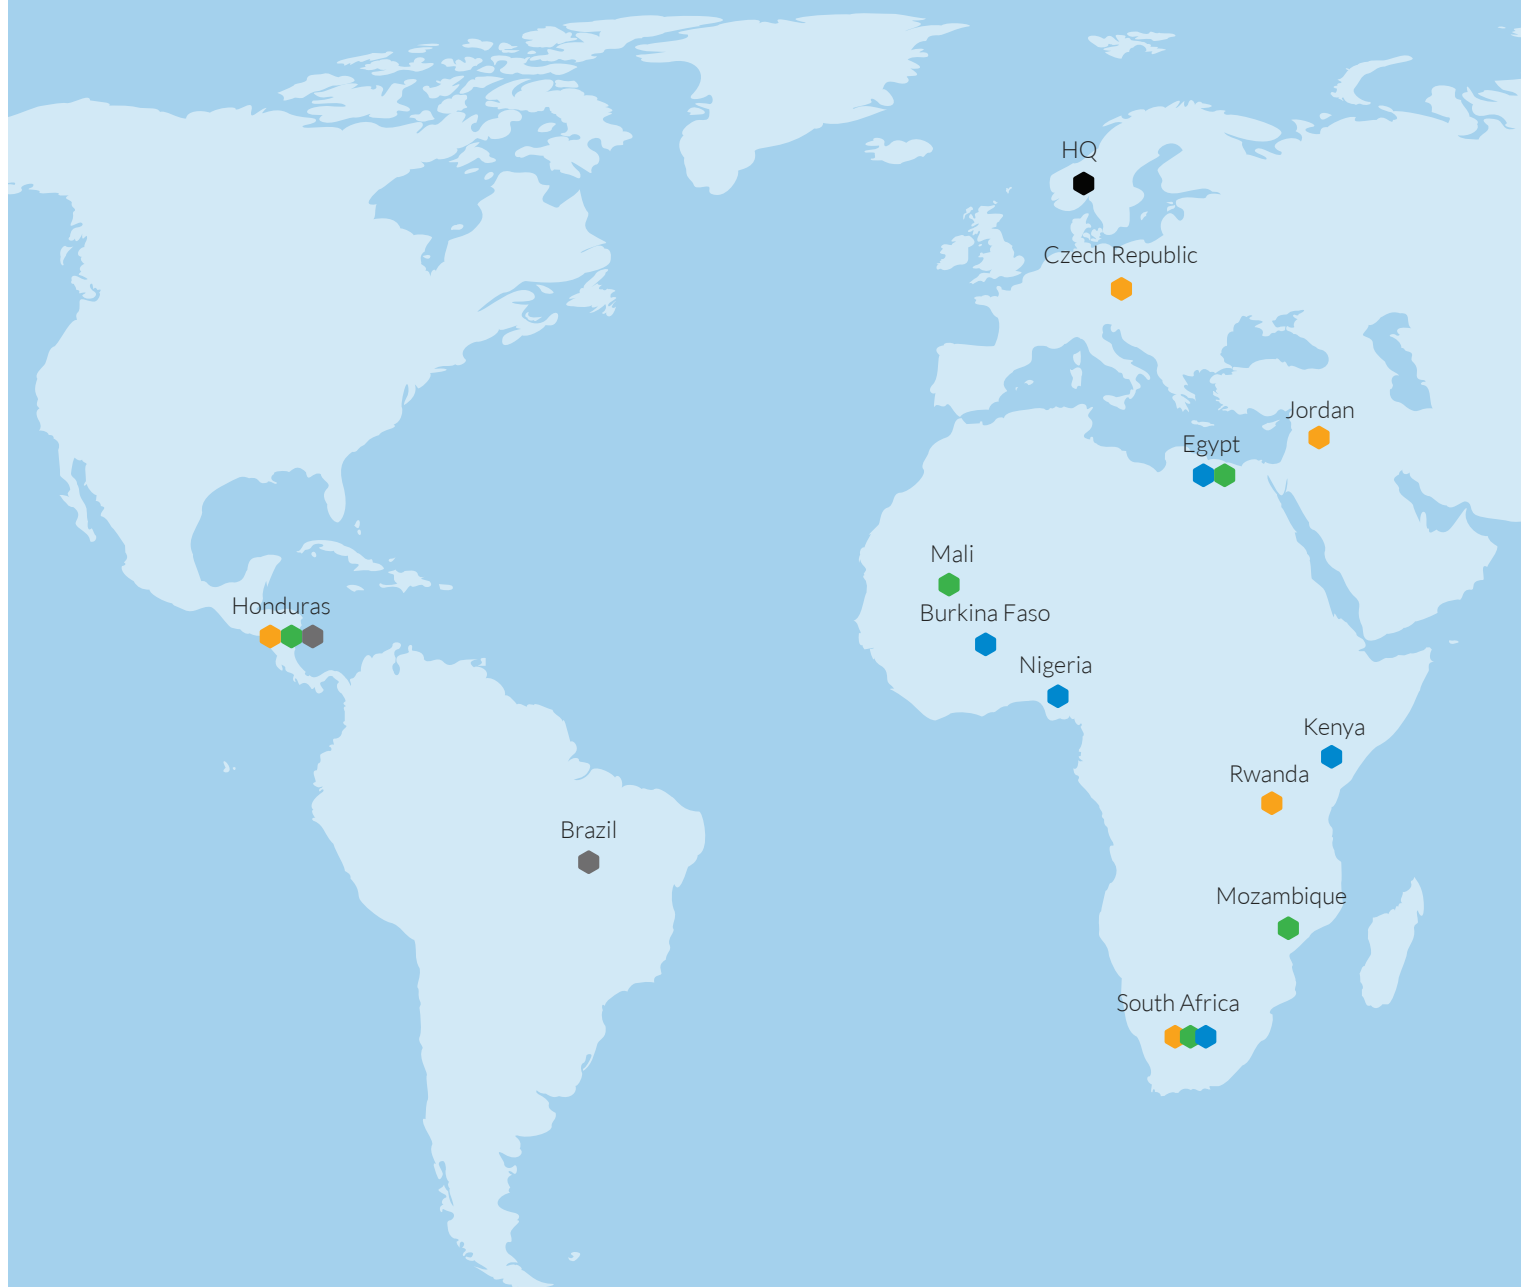 HQ
Czech Republic
Jordan
Egypt
Mali
Honduras
Burkina Faso
Nigeria
Kenya
Rwanda
Brazil
Mozambique
South Africa